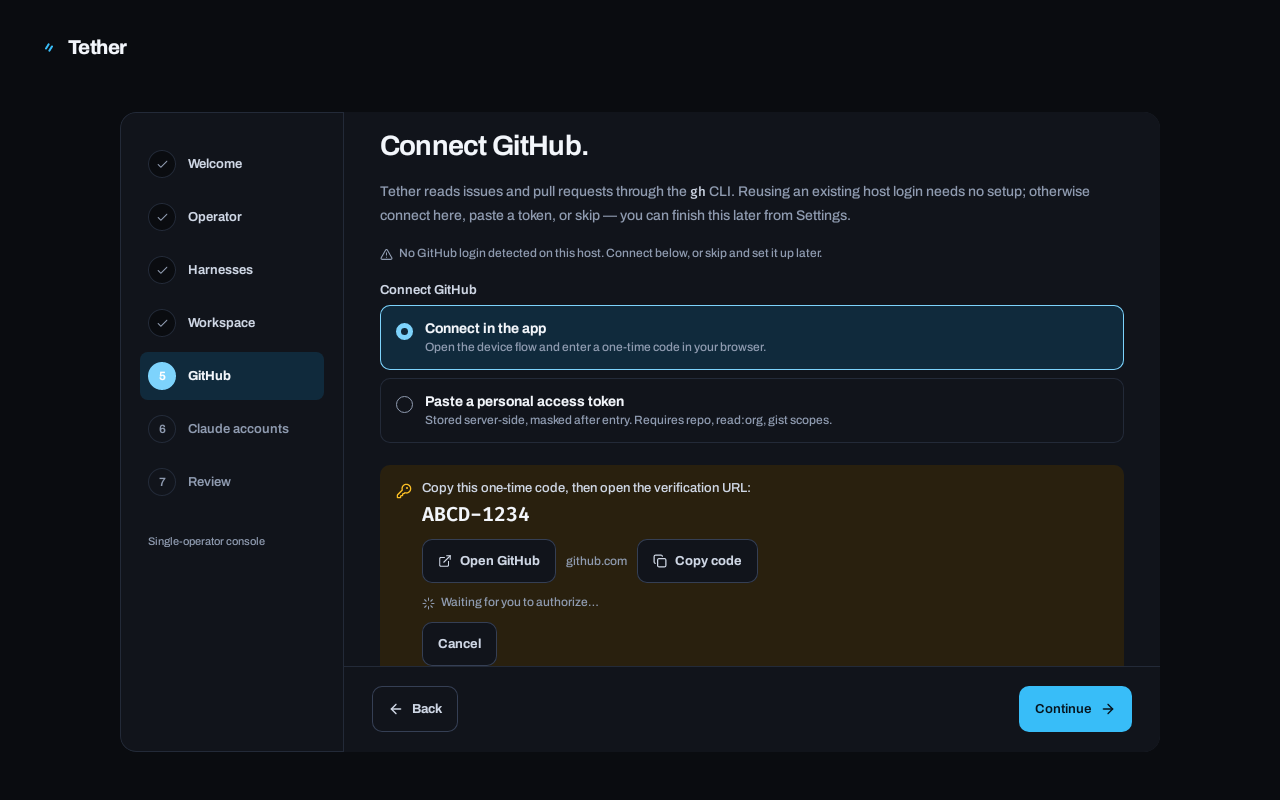 Tether
Welcome
Operator
Harnesses
Workspace
5 GitHub
6 Claude accounts
7 Review
Single-operator console
Connect GitHub.
Tether reads issues and pull requests through the gh CLI. Reusing an existing host login needs no setup; otherwise
connect here, paste a token, or skip — you can finish this later from Settings.
No GitHub login detected on this host. Connect below, or skip and set it up later.
Connect GitHub
Connect in the app
Open the device flow and enter a one-time code in your browser.
Paste a personal access token
Stored server-side, masked after entry. Requires repo, read:org, gist scopes.
Copy this one-time code, then open the verification URL:
ABCD-1234
Open GitHub github.com Copy code
Waiting for you to authorize…
Cancel
Back Continue